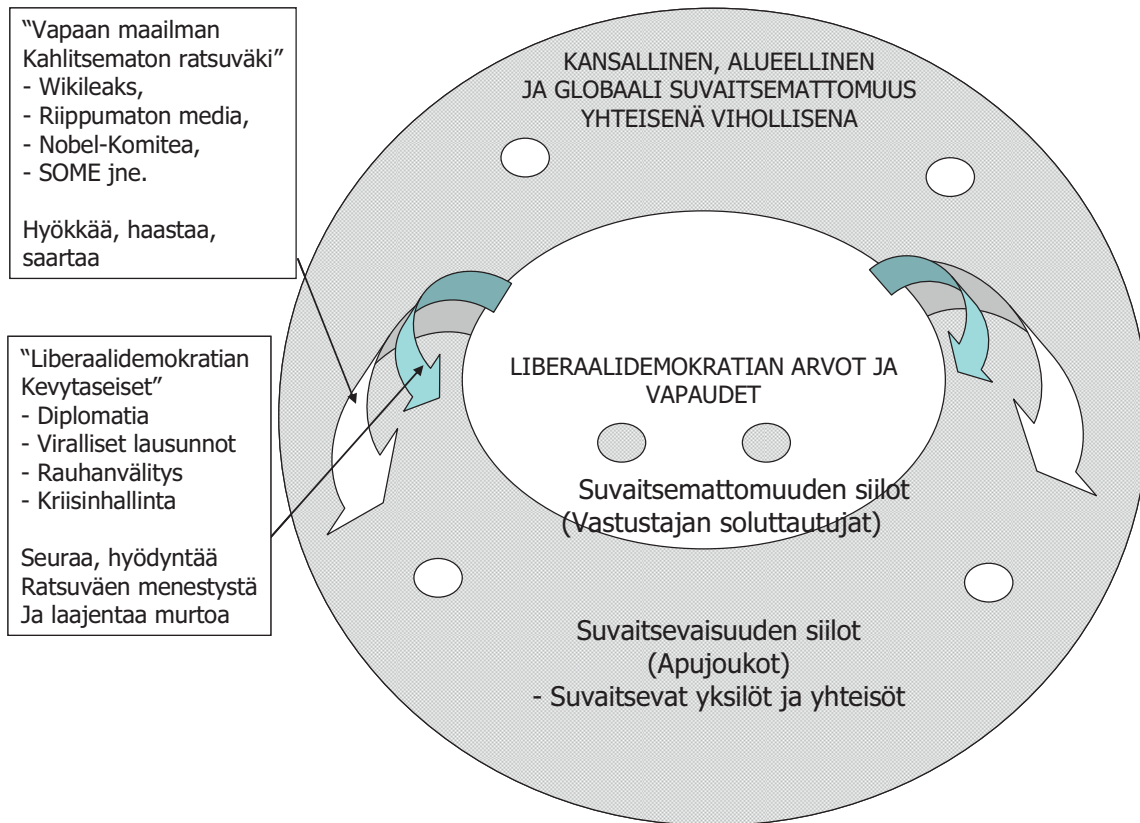 “Vapaan maailman
Kahlitsematon ratsuväki”
- Wikileaks,
- Riippumaton media,
- Nobel-Komitea,
- SOME jne.
Hyökkää, haastaa,
saartaa
“Liberaalidemokratian
Kevytaseiset”
- Diplomatia
- Viralliset lausunnot
- Rauhanvälitys
- Kriisinhallinta
Seuraa, hyödyntää
Ratsuväen menestystä
Ja laajentaa murtoa
KANSALLINEN, ALUEELLINEN
JA GLOBAALI SUVAITSEMATTOMUUS
YHTEISENÄ VIHOLLISENA
LIBERAALIDEMOKRATIAN ARVOT JA
VAPAUDET
Suvaitsemattomuuden siilot
(Vastustajan soluttautujat)
Suvaitsevaisuuden siilot
(Apujoukot)
- Suvaitsevat yksilöt ja yhteisöt